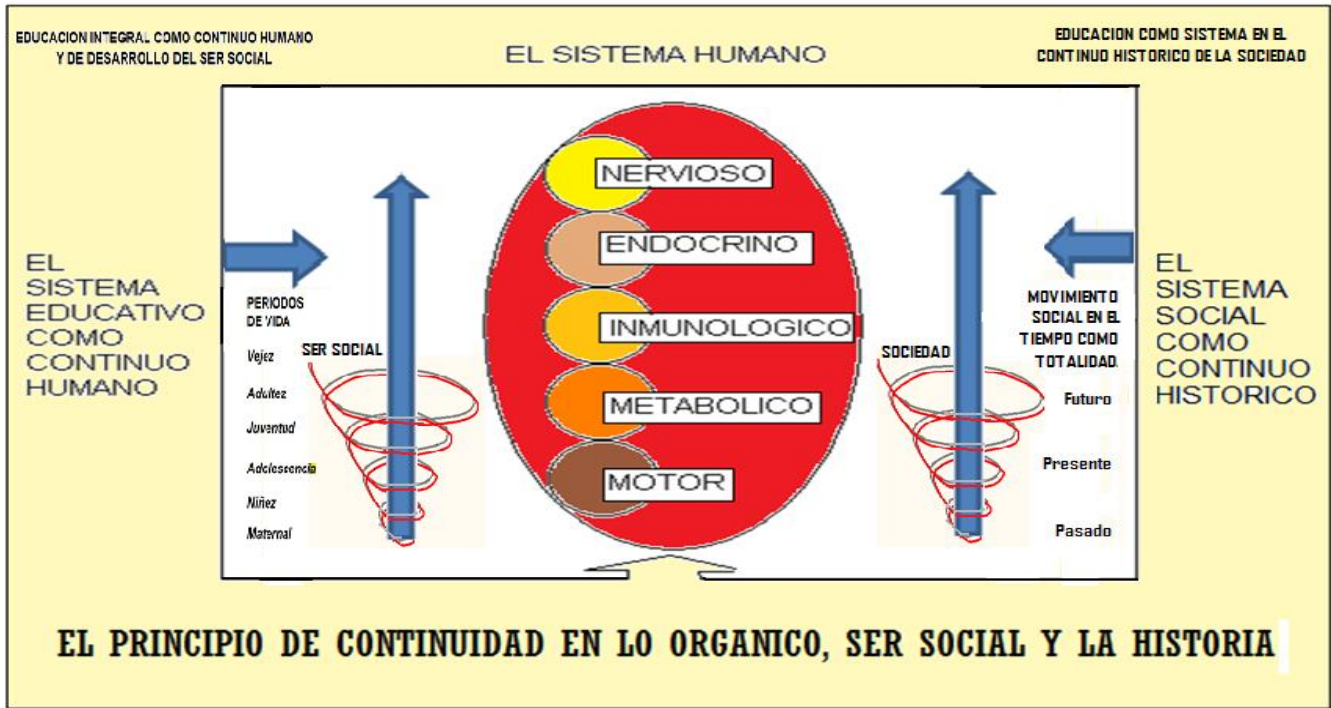 EDUCACION INTEGRAL COMO CONTINUO HUMANO
Y DE DESARROLLO DEL SER SOCIAL
EL SISTEMA HUMANO
EDUCACION COMO SISTEMA EN EL
CONTINUO HISTORICO DE LA SOCIEDAD
EL
SISTEMA
EDUCATIVO
COMO
CONTINUO
HUMANO
PERIODOS
DE VIDA
Vejez
Adultez
Juventud
Adolescencia
Niñez
Maternal
SER SOCIAL
NERVIOSO
ENDOCRINO
INMUNOLOGICO
METABOLICO
MOTOR
SOCIEDAD
MOVIMIENTO
SOCIAL EN EL
TIEMPO COMO
TOTALIDAD.
Futuro
Presente
Pasado
EL
SISTEMA
SOCIAL
COMO
CONTINUO
HISTORICO
EL PRINCIPIO DE CONTINUIDAD EN LO ORGANICO, SER SOCIAL Y LA HISTORIA